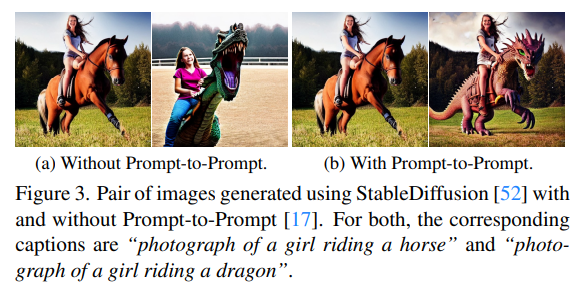 (a) Without Prompt-to-Prompt.
(b) With Prompt-to-Prompt.
Figure 3. Pair of images generated using StableDiffusion [52] with
and without Prompt-to-Prompt [17]. For both, the corresponding
captions are “photograph of a girl riding a horse” and “photo-
graph of a girl riding a dragon”.